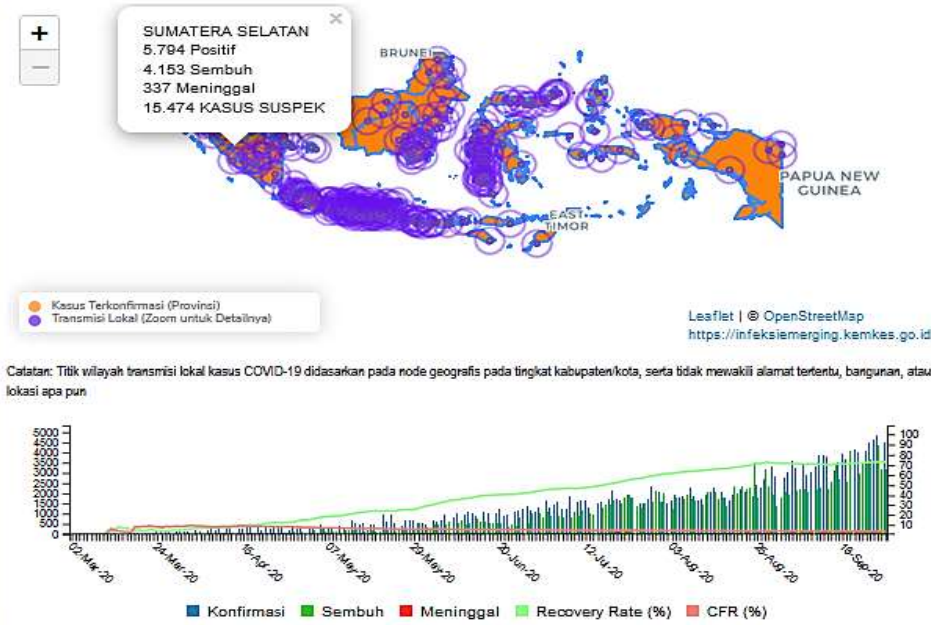 +
−
×
SUMATERA SELATAN
5.794 Positif
4.153 Sembuh
337 Meninggal
15.474 KASUS SUSPEK
BRUNEI
PAPUA NEW
GUINEA
EAST
TIMOR
Kasus Terkonfirmasi (Provinsi)
Transmisi Lokal (Zoom untuk Detailnya)
Leaflet | © OpenStreetMap
https://infeksiemerging.kemkes.go.id
Catatan: Titik wilayah transmisi lokal kasus COVID-19 didasarkan pada node geografis pada tingkat kabupaten/kota, serta tidak mewakili alamat tertentu, bangunan, atau
lokasi apa pun
5000
4500
4000
3500
3000
2500
2000
1500
1000
500
0
100
90
80
70
60
50
40
30
20
10
02-Mar-20
24-Mar-20
15-Apr-20
07-May-20
29-May-20
20-Jun-20
12-Jul-20
03-Aug-20
25-Aug-20
16-Sep-20
Konfirmasi
Sembuh
Meninggal
Recovery Rate (%)
CFR (%)